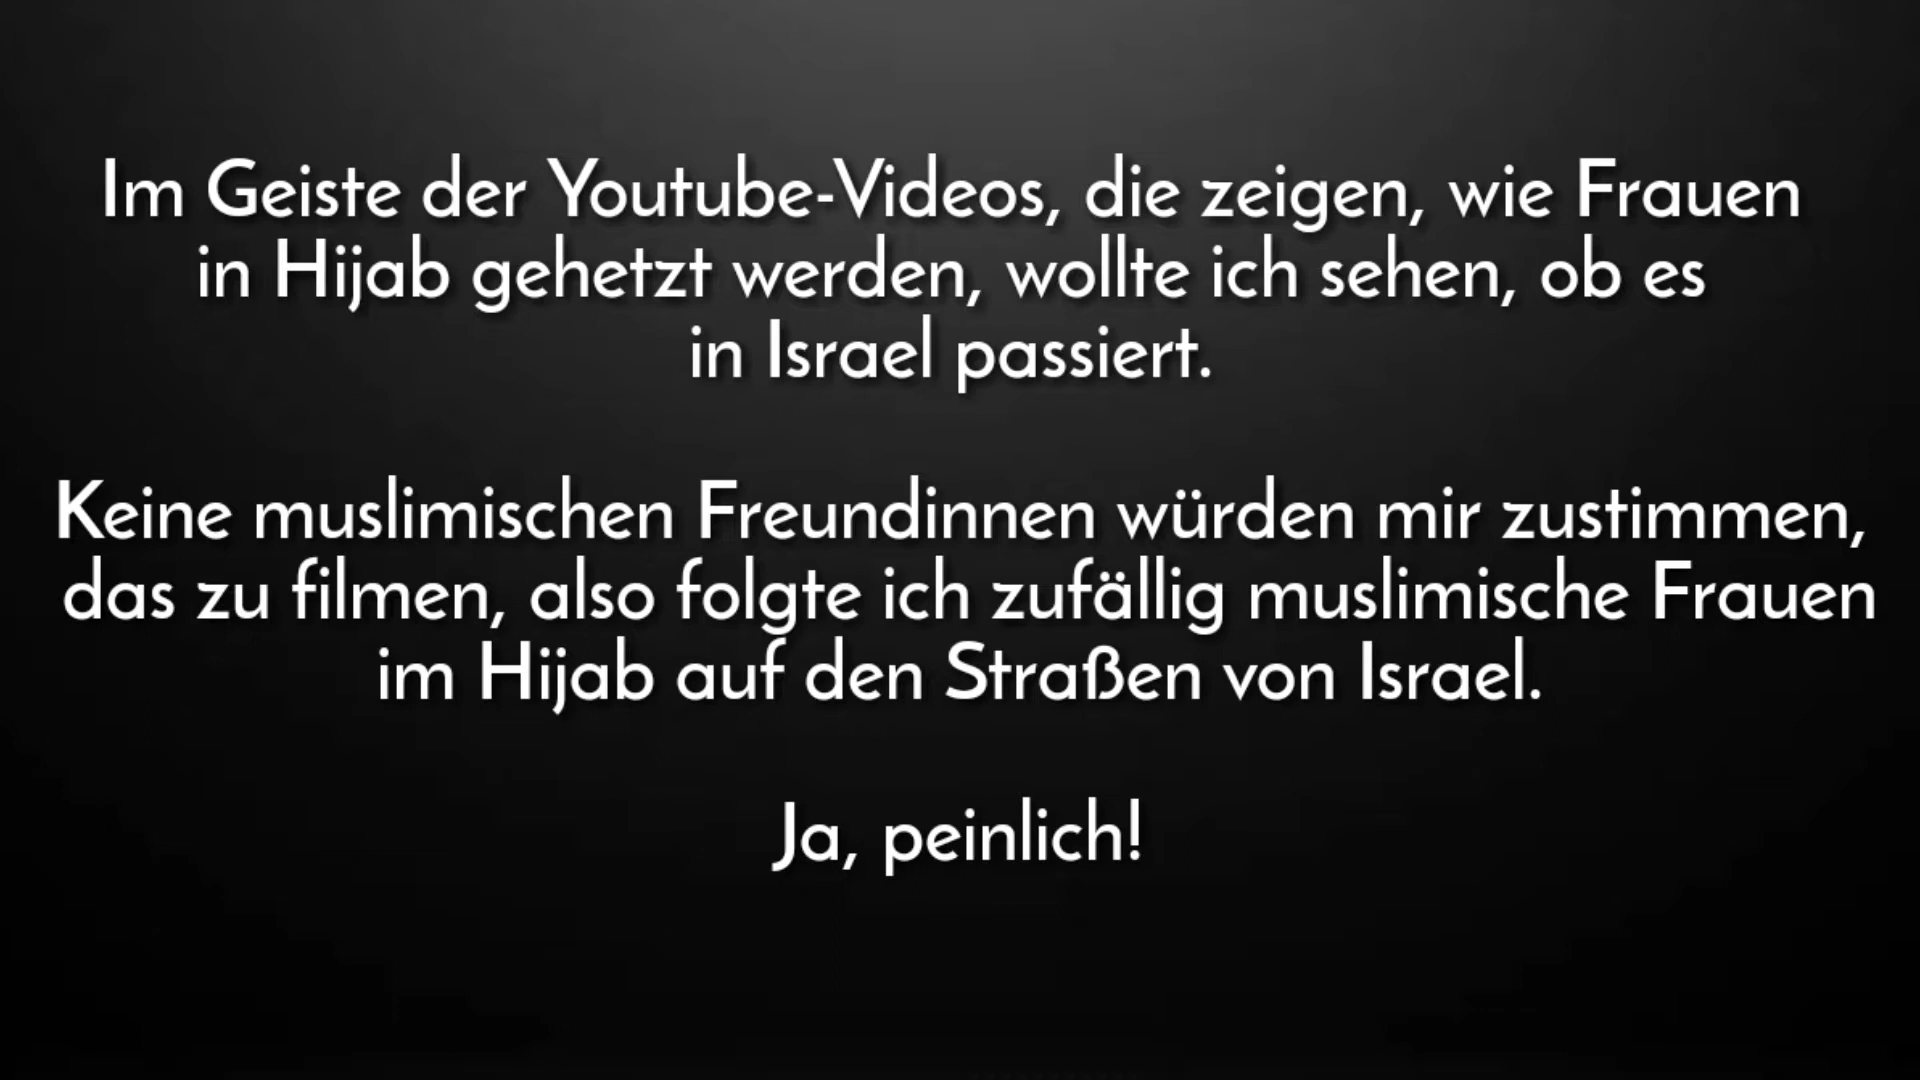 Im Geiste der Youtube-Videos, die zeigen, wie Frauen
in Hijab gehetzt werden, wollte ich sehen, ob es
in Israel passiert.
Keine muslimischen Freundinnen würden mir zustimmen,
das zu filmen, also folgte ich zufällig muslimische Frauen
im Hijab auf den Straßen von Israel.
Ja, peinlich!